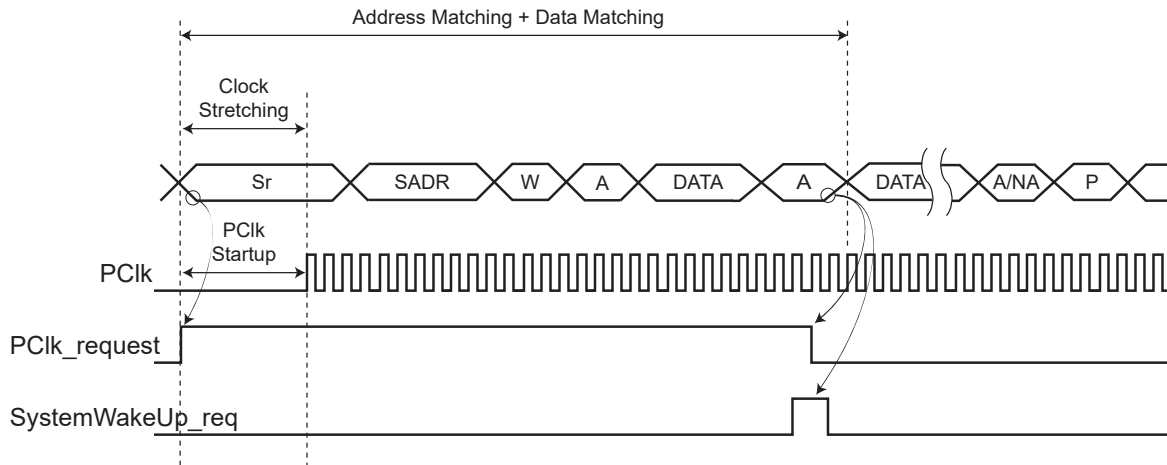 Address Matching + Data Matching
Clock
Stretching
Sr SADR W A DATA A DATA A/NA P
PClk
Startup
PClk
PClk_request
SystemWakeUp_req